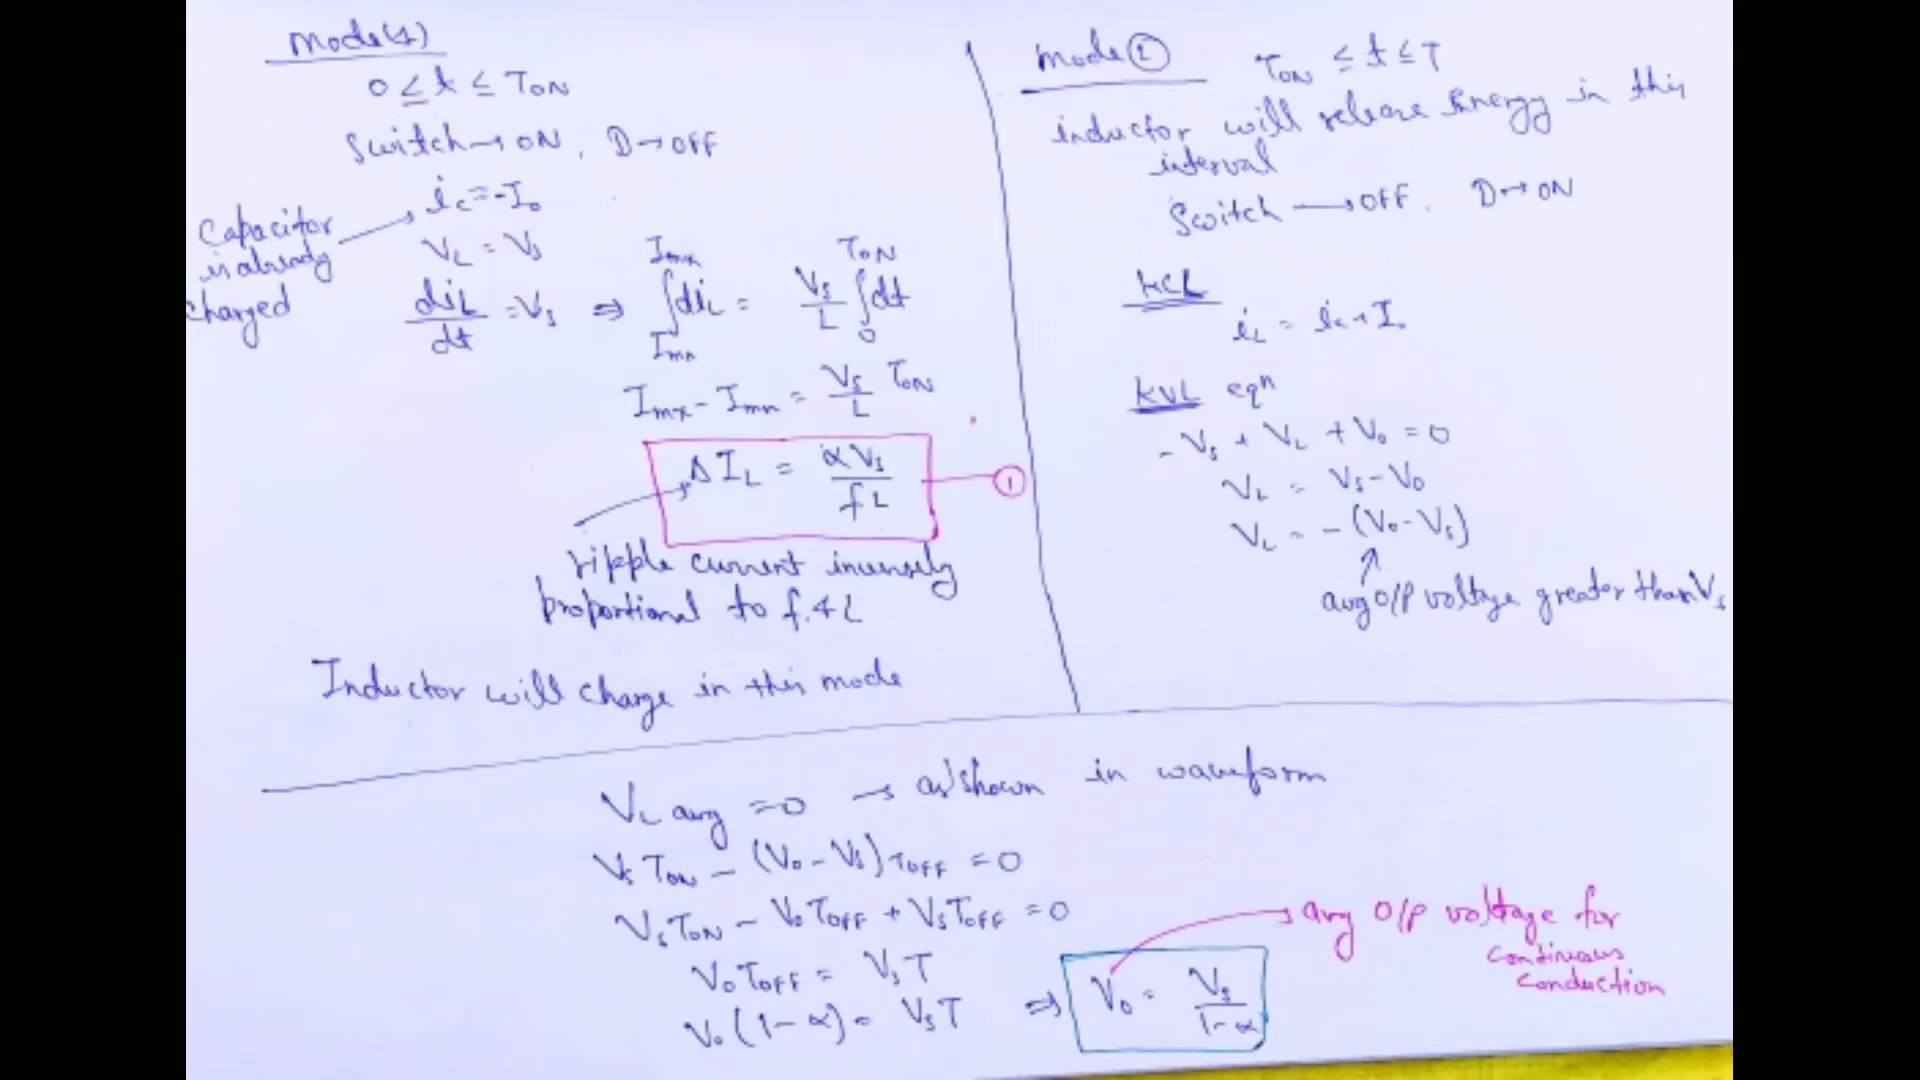 Mode(1)
0 ≤ t ≤ TON
Switch → ON, D → OFF
ic = -Io
Capacitor
is already
charged
VL = Vs
diL/dt = Vs ⇒ ∫ImnImx diL = Vs/L ∫0TON dt
Imx - Imn = Vs/L TON
ΔIL = αVs/fL — 1
ripple current inversely
proportional to f. & L
Inductor will charge in this mode
mode 2 TON ≤ t ≤ T
inductor will release Energy in this
interval
Switch → OFF. D → ON
KCL
iL = ic + Io
KVL eqn
- Vs + VL + Vo = 0
VL = Vs - Vo
VL = - (Vo - Vs)
avg O/P voltage greater than Vs
VL avg = 0 → as shown in waveform
Vs TON - (Vo - Vs) TOFF = 0
Vs TON - Vo TOFF + Vs TOFF = 0
Vo TOFF = Vs T
Vo (1 - α) = Vs T ⇒ Vo = Vs/1-α
avg O/P voltage for
continuous
conduction